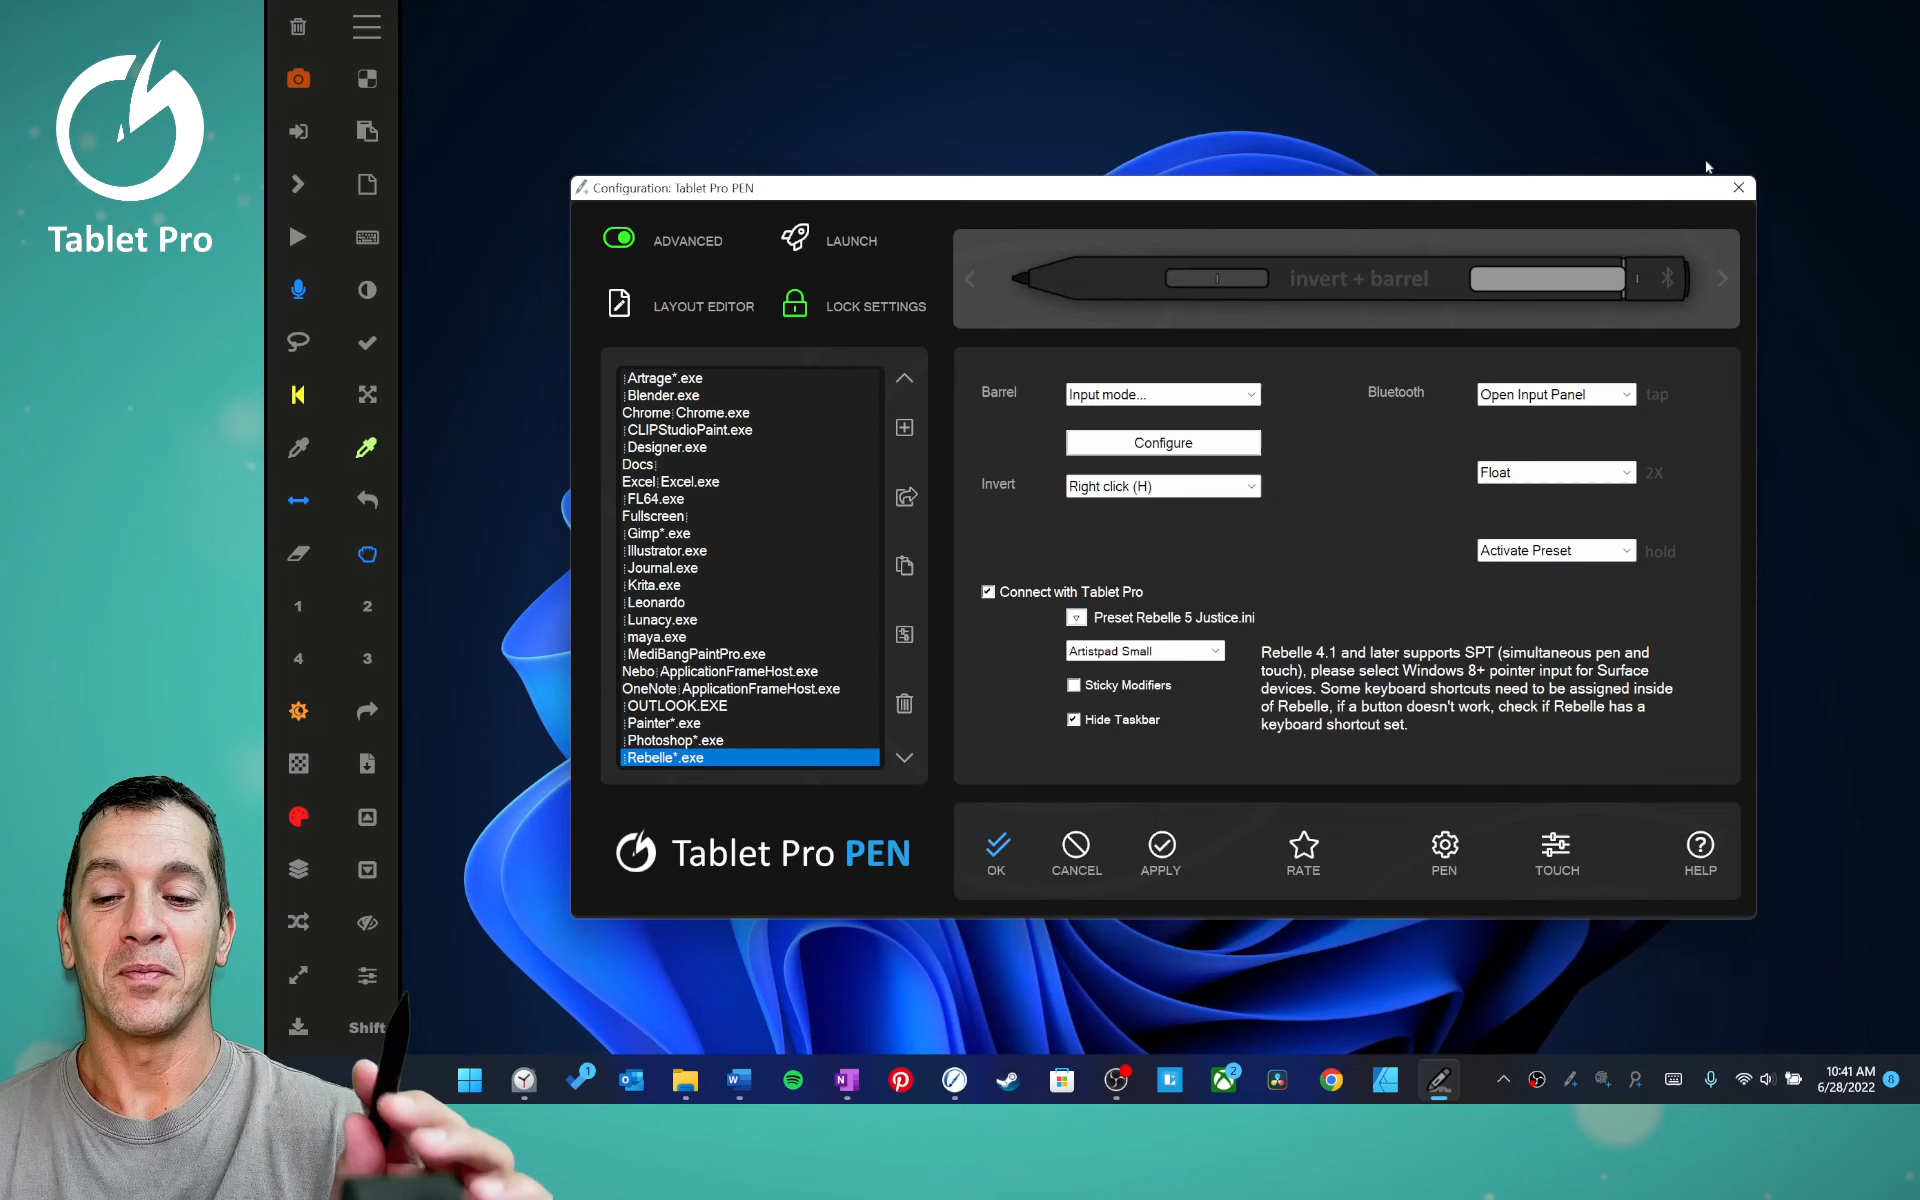 Tablet Pro
Configuration: Tablet Pro PEN
ADVANCED
LAUNCH
LAYOUT EDITOR
LOCK SETTINGS
invert + barrel
Artrage*.exe
Blender.exe
Chrome Chrome.exe
CLIPStudioPaint.exe
Designer.exe
Docs
Excel Excel.exe
FL64.exe
Fullscreen
Gimp*.exe
Illustrator.exe
Journal.exe
Krita.exe
Leonardo
Lunacy.exe
maya.exe
MediBangPaintPro.exe
Nebo ApplicationFrameHost.exe
OneNote ApplicationFrameHost.exe
OUTLOOK.EXE
Painter*.exe
Photoshop*.exe
Rebelle*.exe
Barrel
Input mode...
Configure
Invert
Right click (H)
Bluetooth
Open Input Panel
tap
Float
2X
Activate Preset
hold
Connect with Tablet Pro
Preset Rebelle 5 Justice.ini
Artistpad Small
Sticky Modifiers
Hide Taskbar
Rebelle 4.1 and later supports SPT (simultaneous pen and
touch), please select Windows 8+ pointer input for Surface
devices. Some keyboard shortcuts need to be assigned inside
of Rebelle, if a button doesn't work, check if Rebelle has a
keyboard shortcut set.
Tablet Pro PEN
OK
CANCEL
APPLY
RATE
PEN
TOUCH
HELP
1
2
4
3
Shift
1
2
10:41 AM
6/28/2022
8